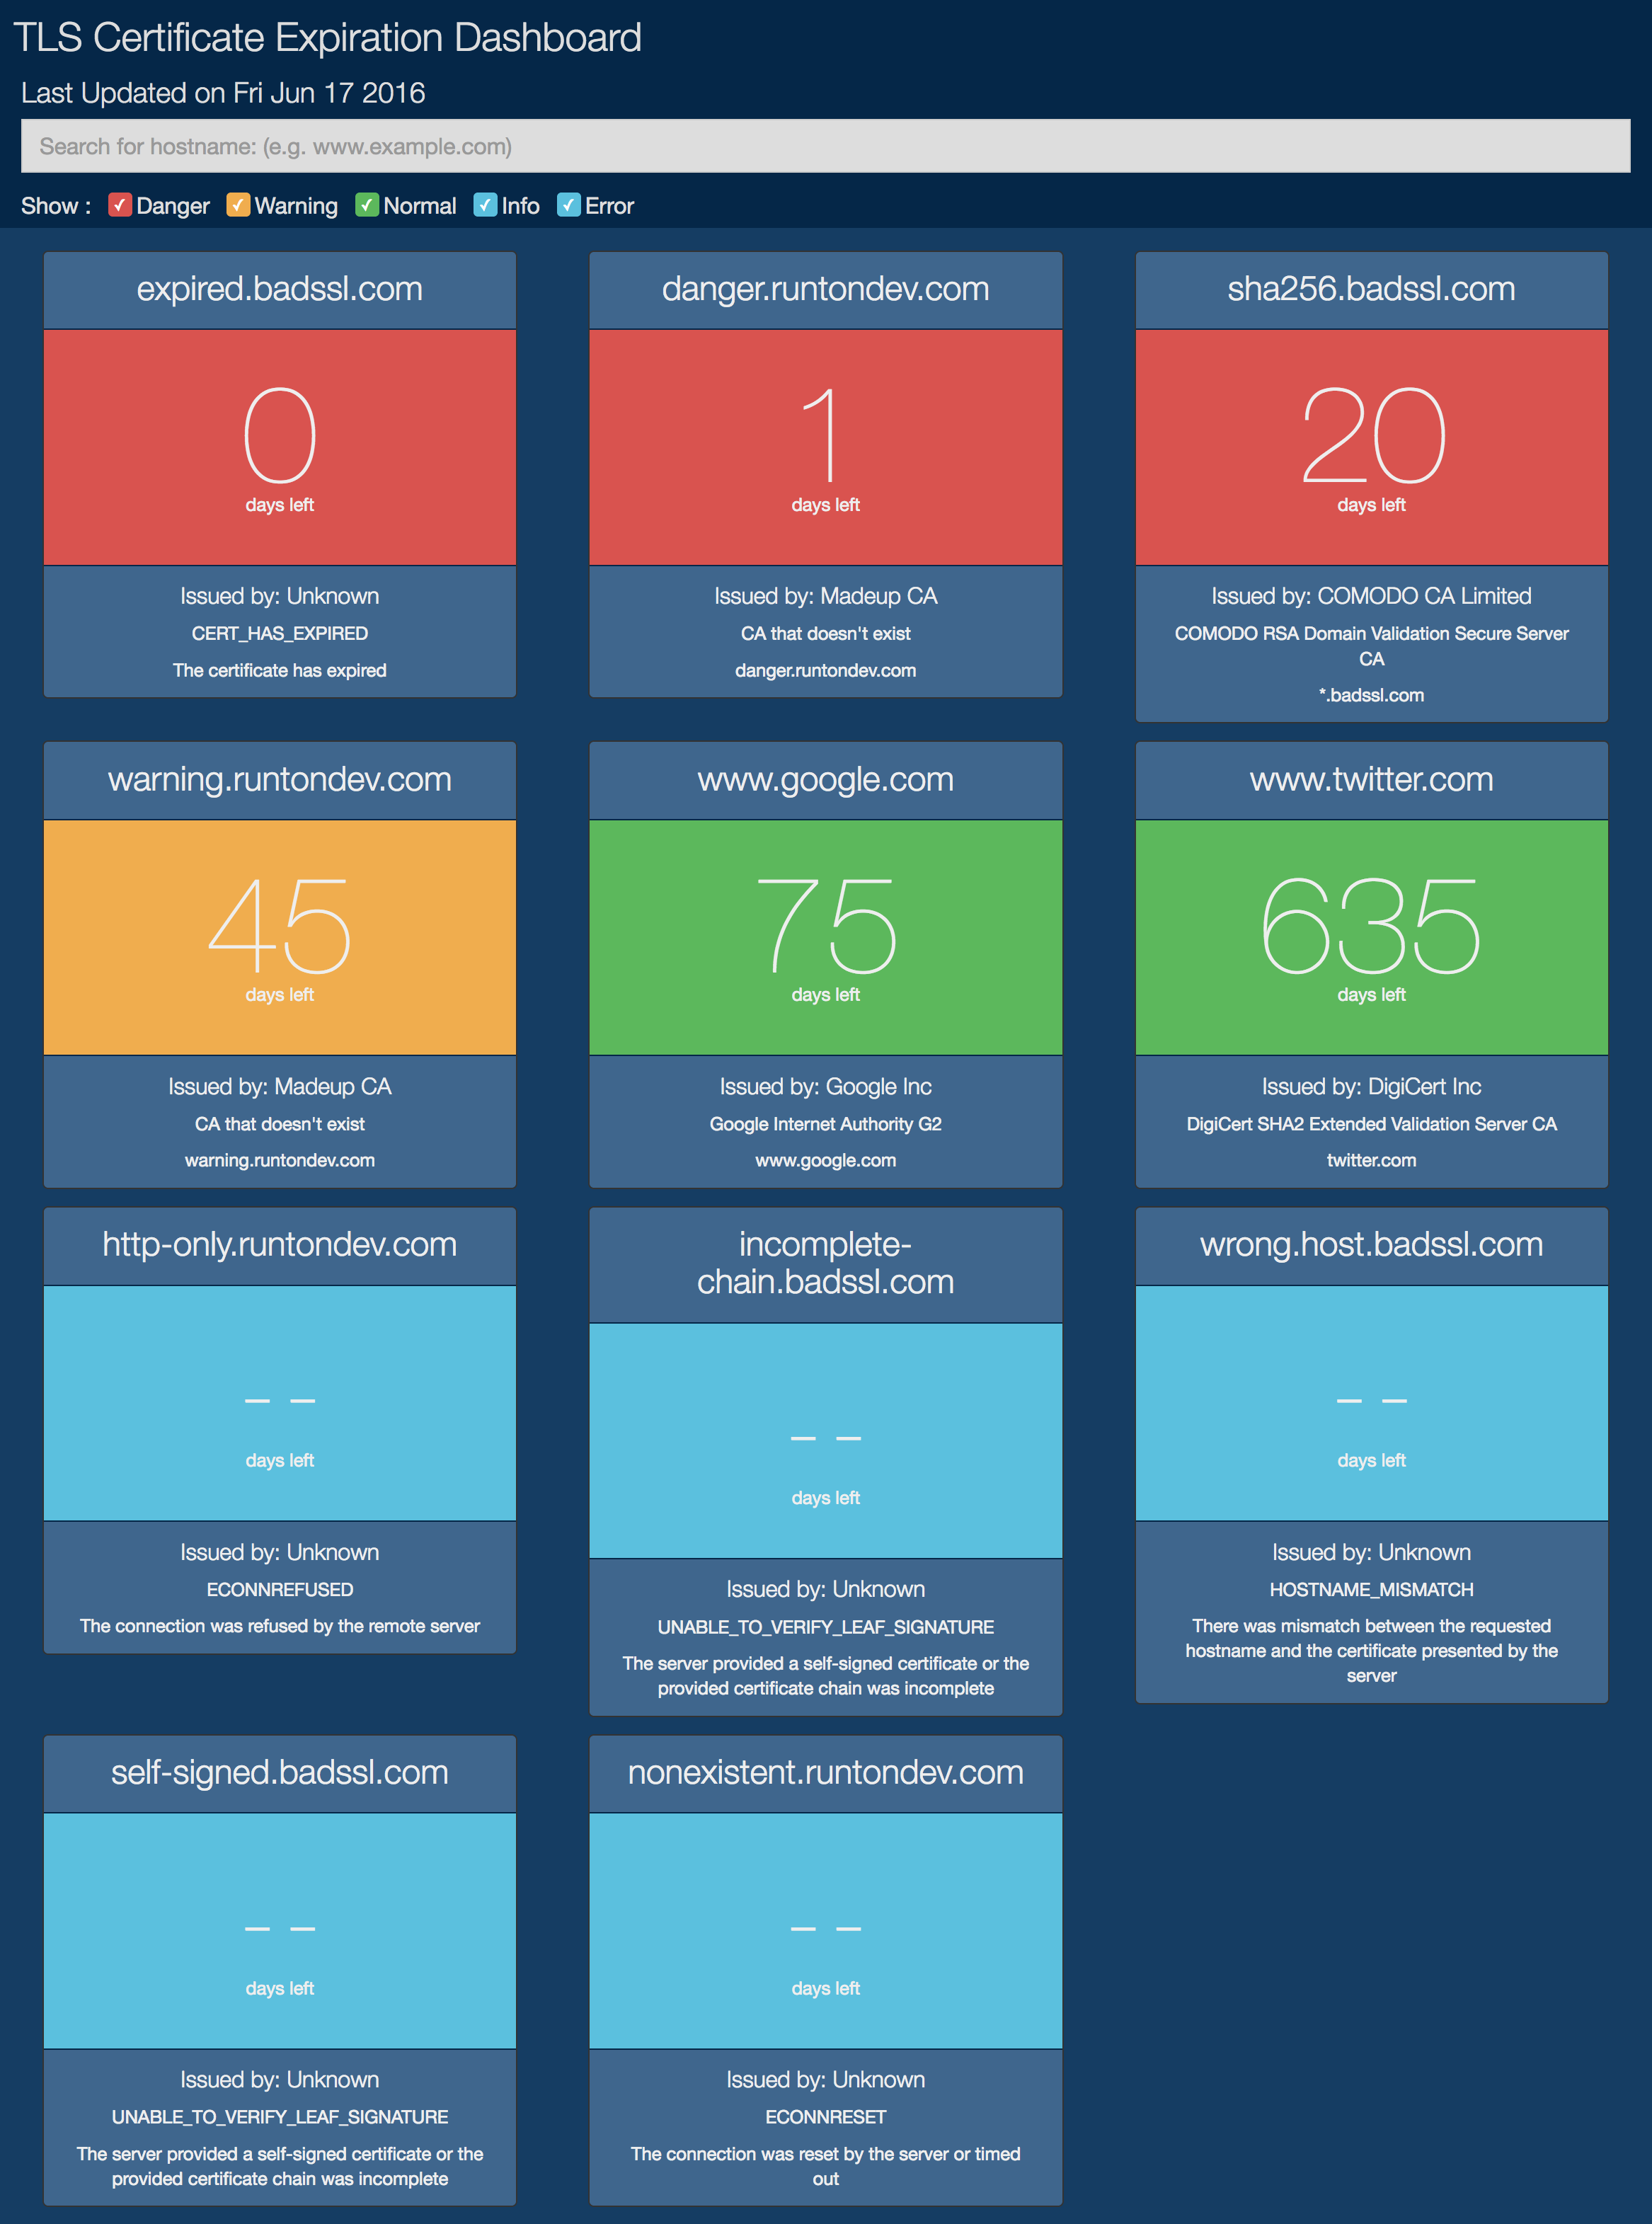 TLS Certificate Expiration Dashboard
Last Updated on Fri Jun 17 2016
Search for hostname: (e.g. www.example.com)
Show : Danger Warning Normal Info Error
expired.badssl.com
0
days left
Issued by: Unknown
CERT_HAS_EXPIRED
The certificate has expired
danger.runtondev.com
1
days left
Issued by: Madeup CA
CA that doesn't exist
danger.runtondev.com
sha256.badssl.com
20
days left
Issued by: COMODO CA Limited
COMODO RSA Domain Validation Secure Server
CA
*.badssl.com
warning.runtondev.com
45
days left
Issued by: Madeup CA
CA that doesn't exist
warning.runtondev.com
www.google.com
75
days left
Issued by: Google Inc
Google Internet Authority G2
www.google.com
www.twitter.com
635
days left
Issued by: DigiCert Inc
DigiCert SHA2 Extended Validation Server CA
twitter.com
http-only.runtondev.com
– –
days left
Issued by: Unknown
ECONNREFUSED
The connection was refused by the remote server
incomplete-
chain.badssl.com
– –
days left
Issued by: Unknown
UNABLE_TO_VERIFY_LEAF_SIGNATURE
The server provided a self-signed certificate or the
provided certificate chain was incomplete
wrong.host.badssl.com
– –
days left
Issued by: Unknown
HOSTNAME_MISMATCH
There was mismatch between the requested
hostname and the certificate presented by the
server
self-signed.badssl.com
– –
days left
Issued by: Unknown
UNABLE_TO_VERIFY_LEAF_SIGNATURE
The server provided a self-signed certificate or the
provided certificate chain was incomplete
nonexistent.runtondev.com
– –
days left
Issued by: Unknown
ECONNRESET
The connection was reset by the server or timed
out